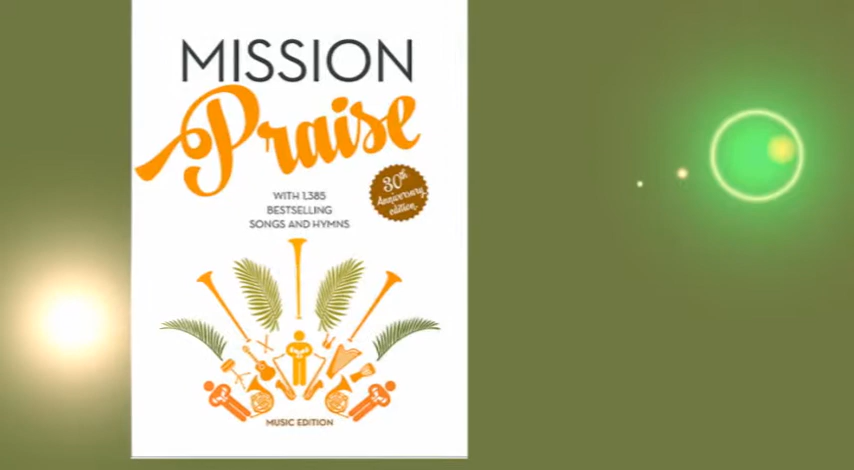 MISSION
Praise
WITH 1,385
BESTSELLING
SONGS AND HYMNS
30th
Anniversary
edition
MUSIC EDITION